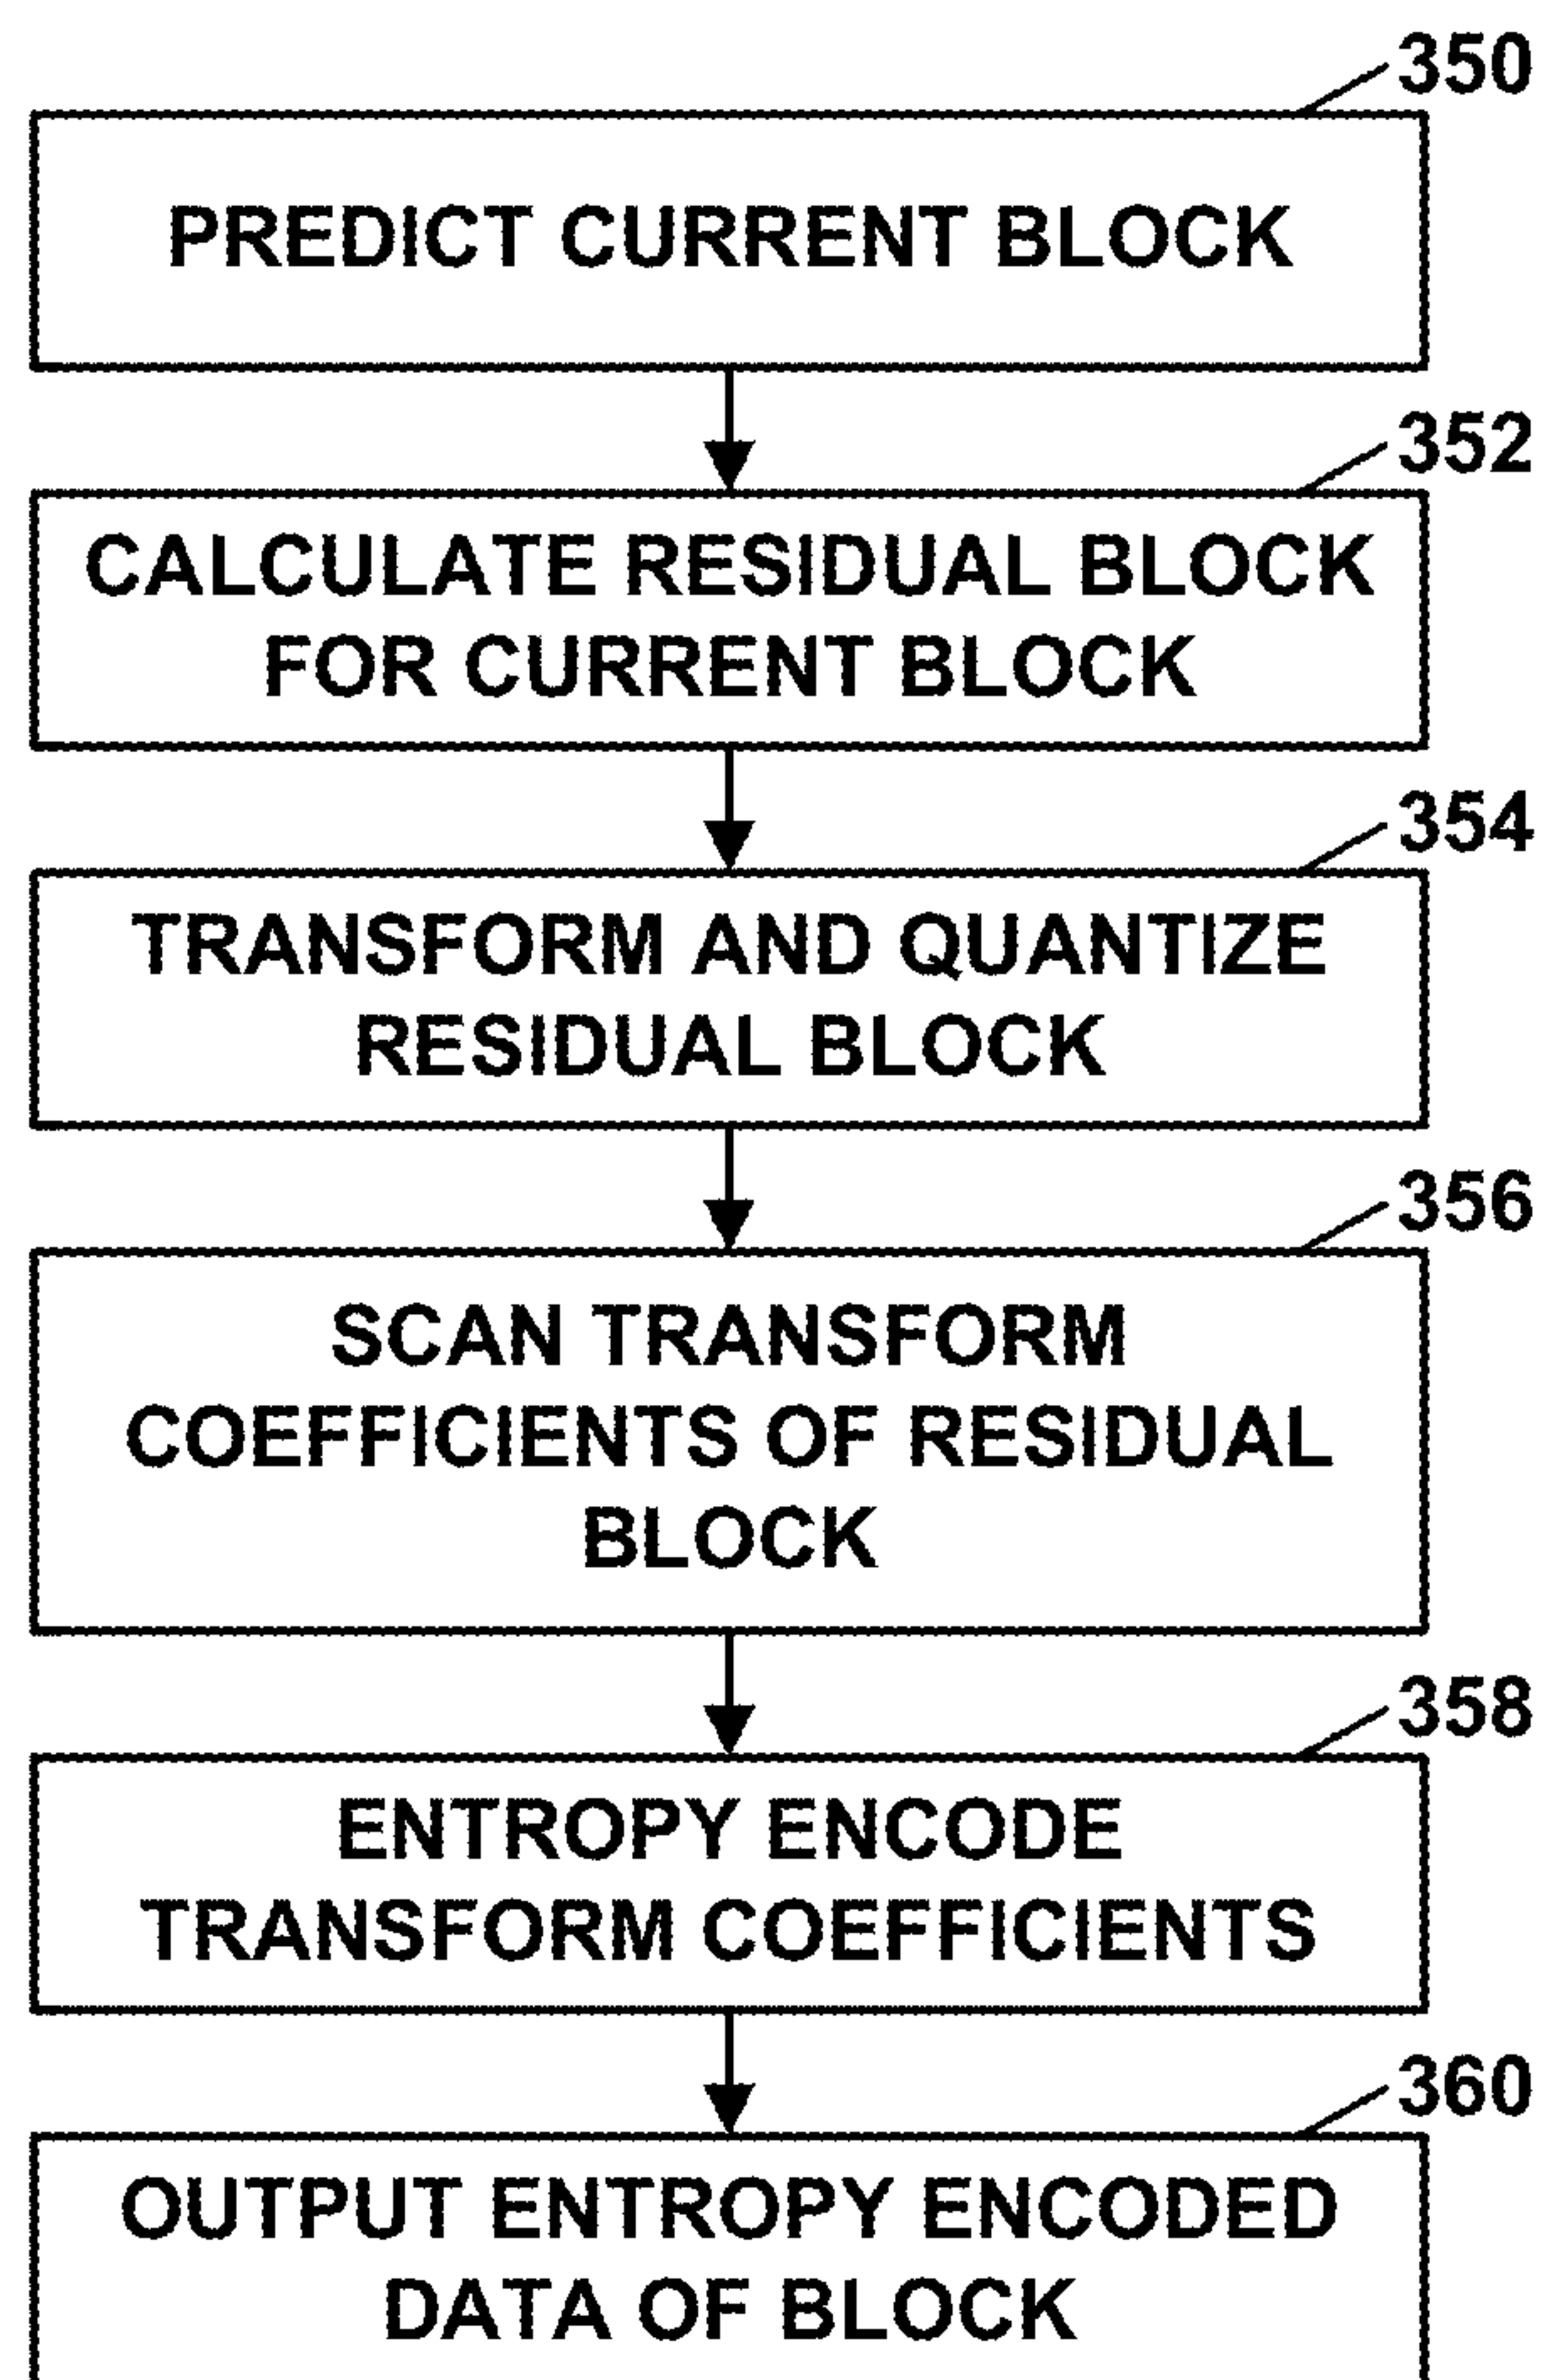 350
PREDICT CURRENT BLOCK
352
CALCULATE RESIDUAL BLOCK
FOR CURRENT BLOCK
354
TRANSFORM AND QUANTIZE
RESIDUAL BLOCK
356
SCAN TRANSFORM
COEFFICIENTS OF RESIDUAL
BLOCK
358
ENTROPY ENCODE
TRANSFORM COEFFICIENTS
360
OUTPUT ENTROPY ENCODED
DATA OF BLOCK